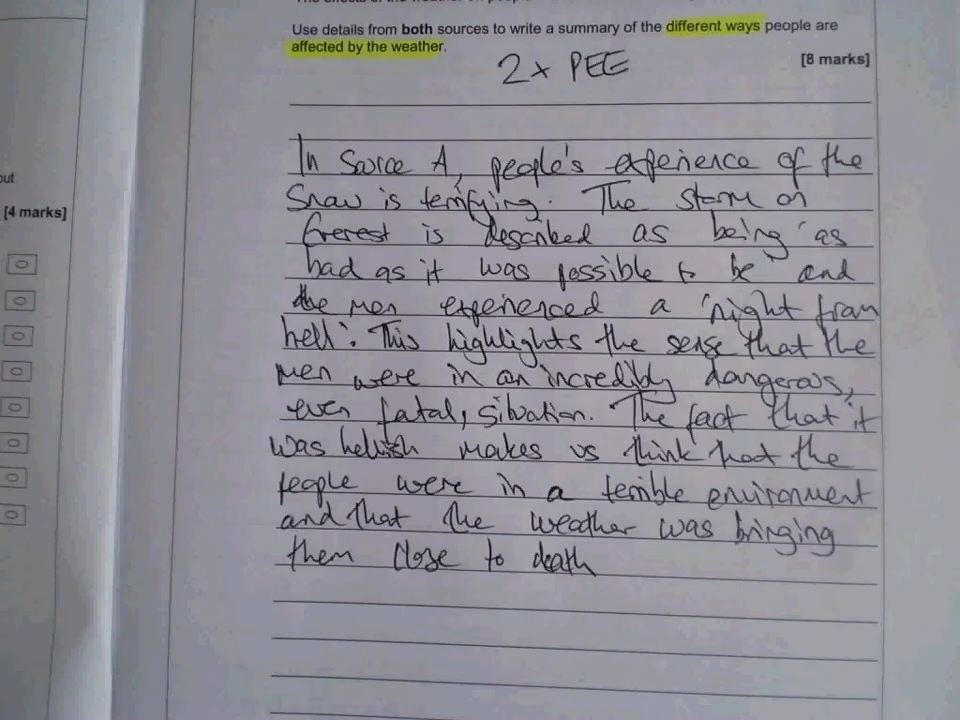 Use details from both sources to write a summary of the different ways people are
affected by the weather.
2x PEE
[8 marks]
out
[4 marks]
In Source A, people's experience of the
Snow is terrifying. The storm on
Everest is described as being 'as
bad as it was possible to be' and
the men experienced a 'night from
hell'. This highlights the sense that the
men were in an incredibly dangerous,
even fatal, situation. The fact that it
was hellish makes us think that the
people were in a terrible environment
and that the weather was bringing
them close to death